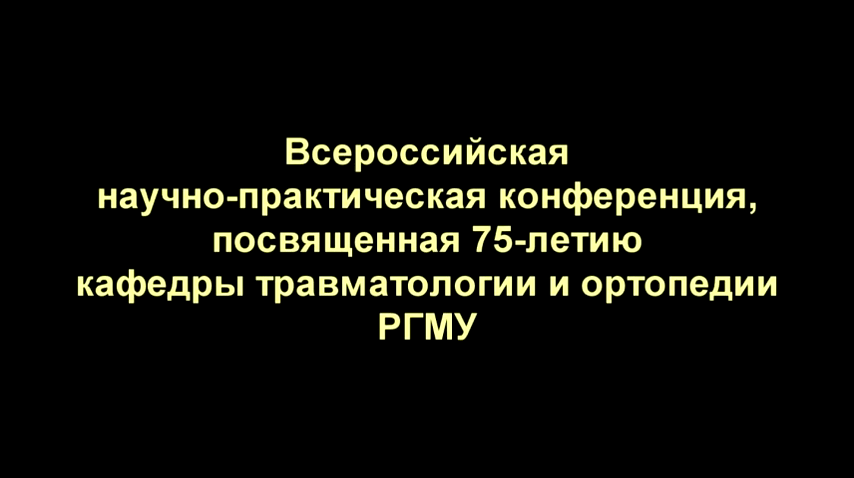 Всероссийская
научно-практическая конференция,
посвященная 75-летию
кафедры травматологии и ортопедии
РГМУ